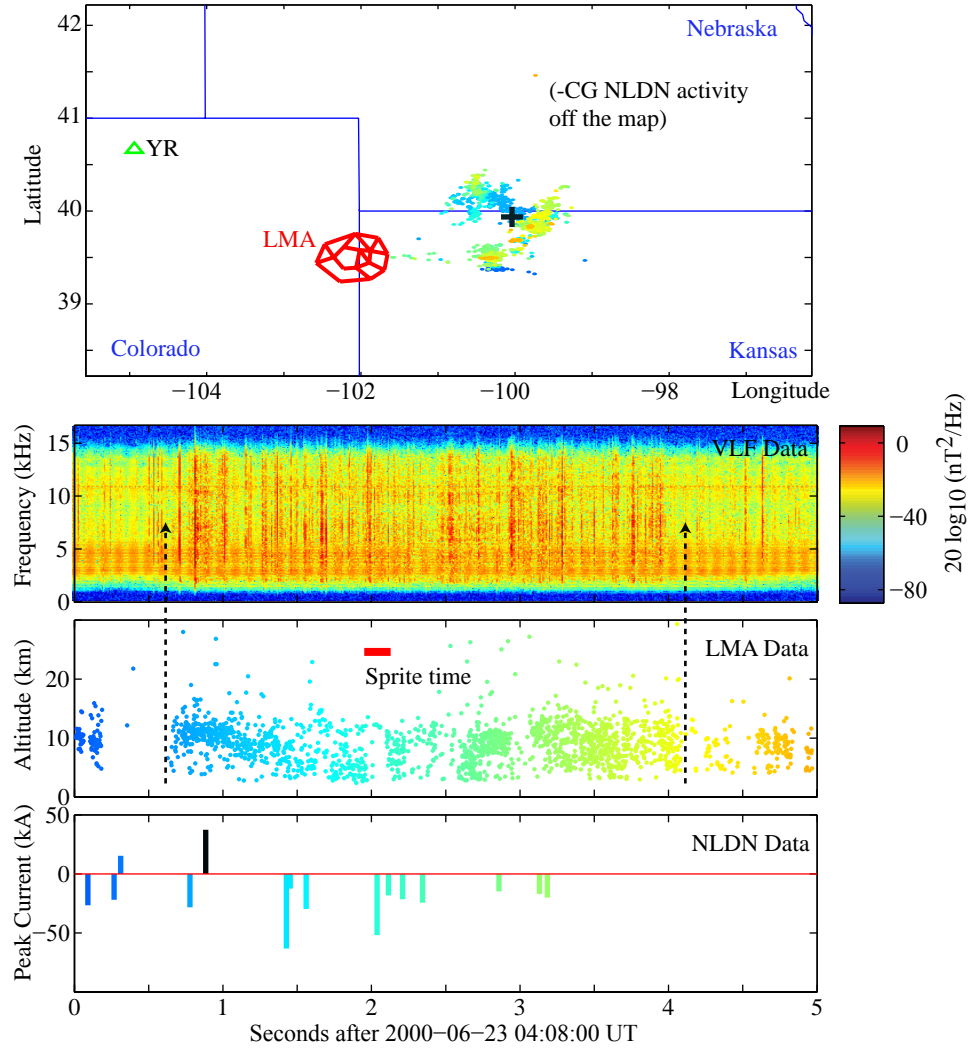 42
Nebraska
(-CG NLDN activity
off the map)
41
YR
Latitude
40
LMA
39
Colorado
Kansas
−104
−102
−100
−98
Longitude
15
VLF Data
Frequency (kHz)
10
5
0
0
−40
−80
20 log10 (nT2/Hz)
LMA Data
Altitude (km)
20
Sprite time
10
0
50
NLDN Data
Peak Current (kA)
0
−50
0
1
2
3
4
5
Seconds after 2000−06−23 04:08:00 UT